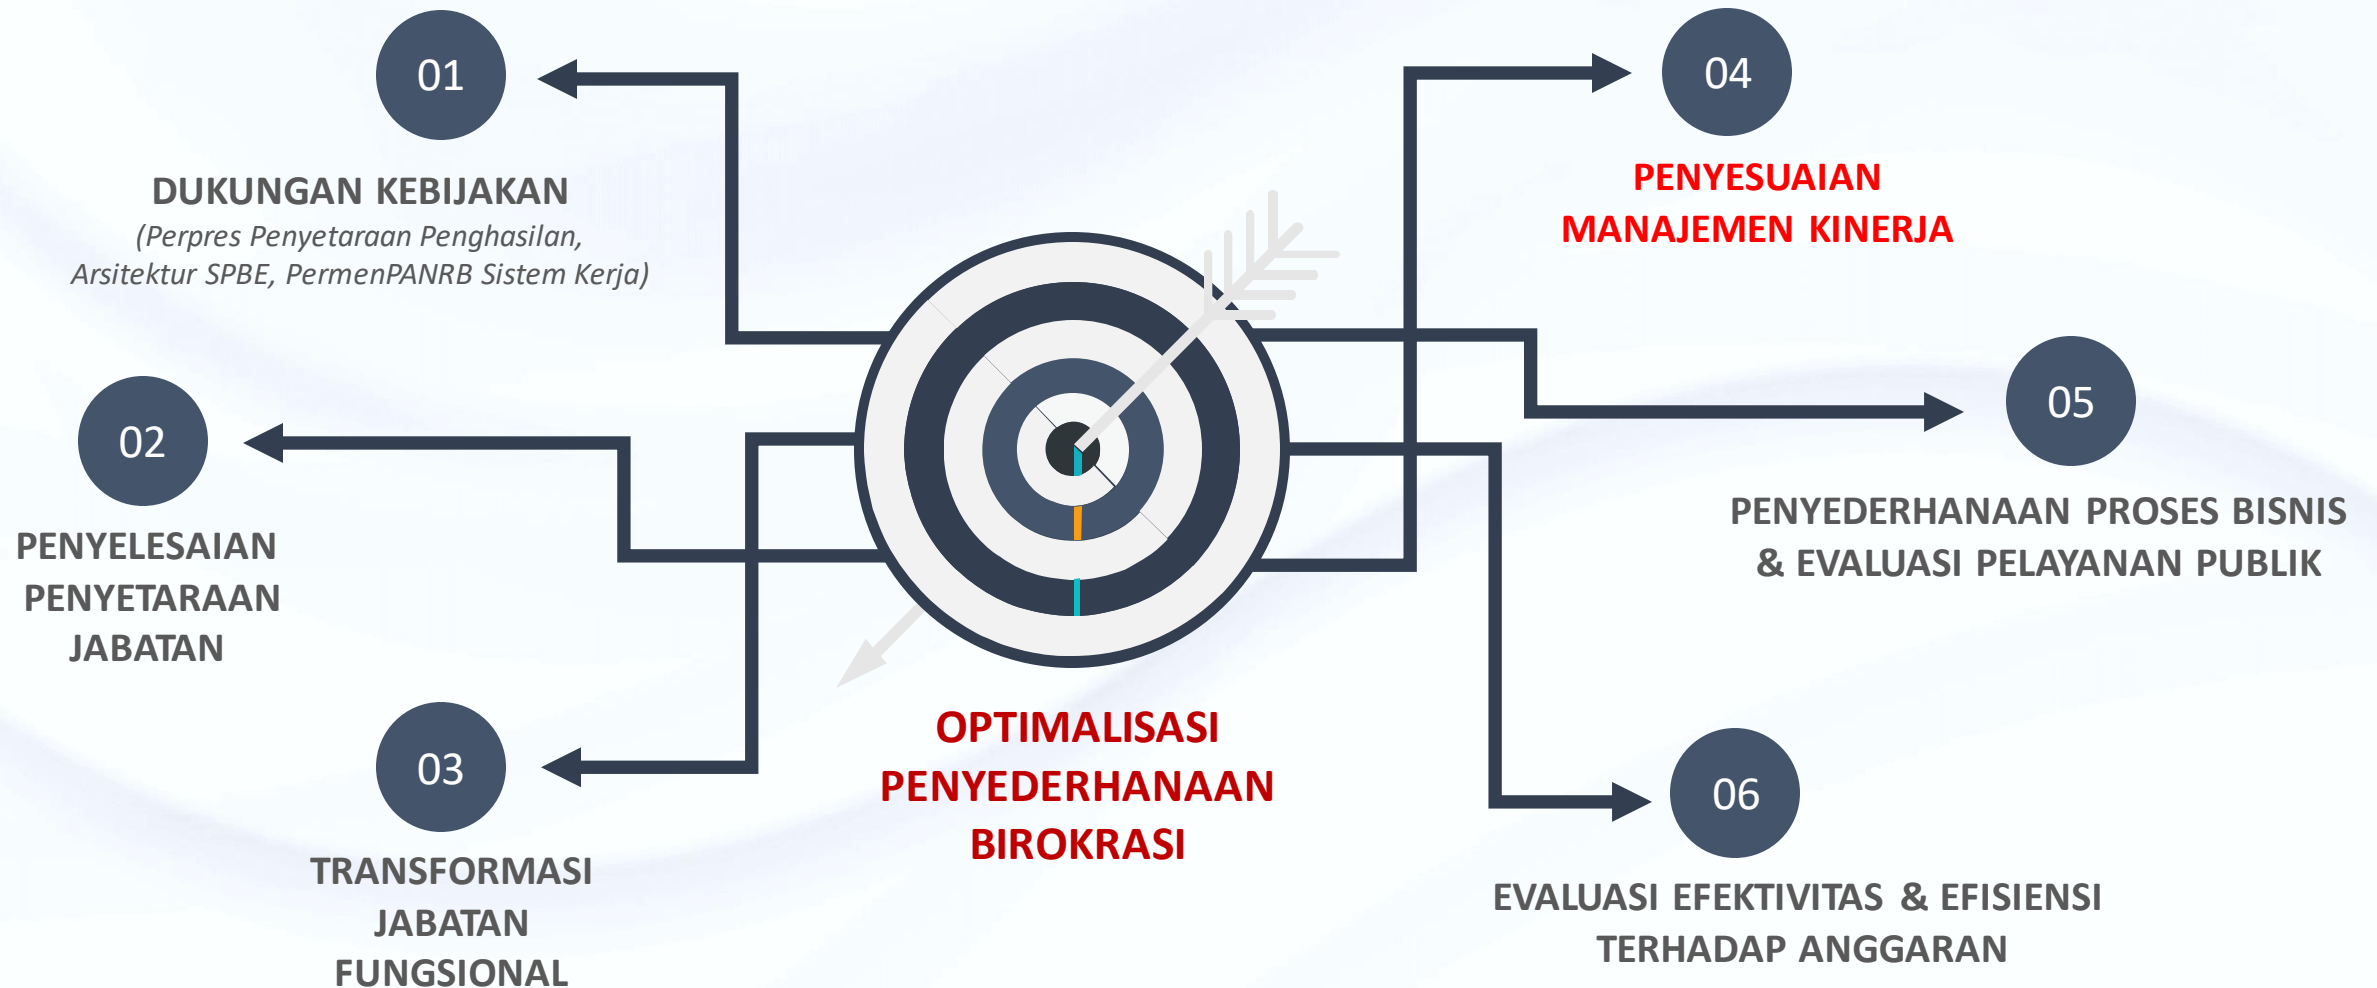 01
DUKUNGAN KEBIJAKAN
(Perpres Penyetaraan Penghasilan,
Arsitektur SPBE, PermenPANRB Sistem Kerja)
02
PENYELESAIAN
PENYETARAAN
JABATAN
03
TRANSFORMASI
JABATAN
FUNGSIONAL
OPTIMALISASI
PENYEDERHANAAN
BIROKRASI
04
PENYESUAIAN
MANAJEMEN KINERJA
05
PENYEDERHANAAN PROSES BISNIS
& EVALUASI PELAYANAN PUBLIK
06
EVALUASI EFEKTIVITAS & EFISIENSI
TERHADAP ANGGARAN